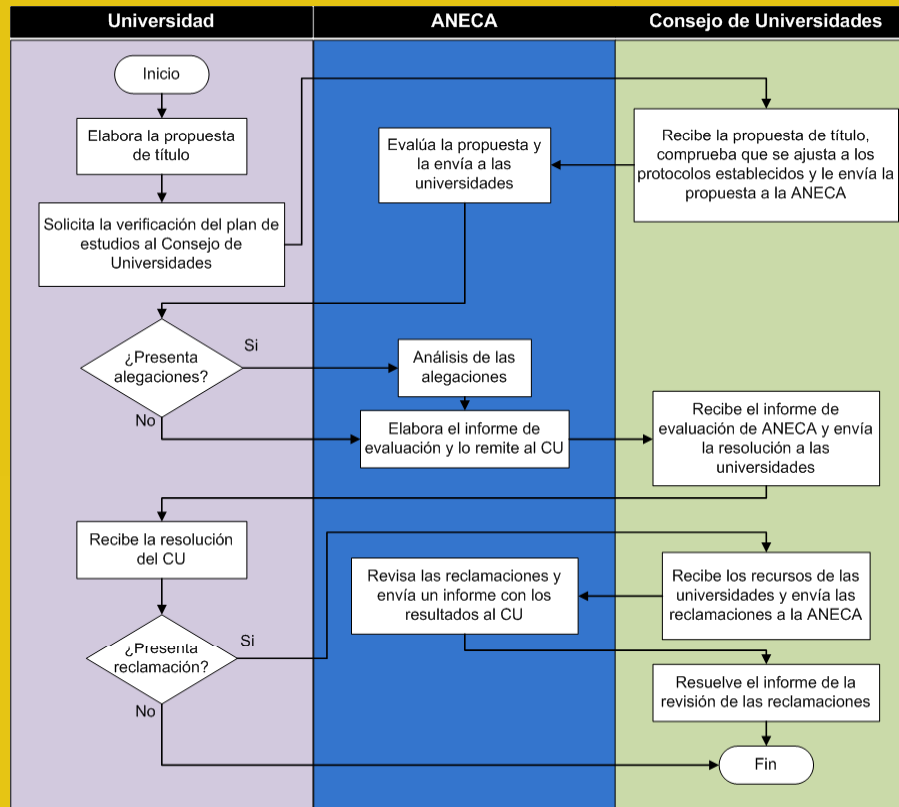 Universidad
ANECA
Consejo de Universidades
Inicio
Elabora la propuesta
de título
Solicita la verificación del plan de
estudios al Consejo de
Universidades
Evalúa la propuesta y
la envía a las
universidades
Recibe la propuesta de título,
comprueba que se ajusta a los
protocolos establecidos y le envía la
propuesta a la ANECA
¿Presenta
alegaciones?
Si
No
Análisis de las
alegaciones
Elabora el informe de
evaluación y lo remite al CU
Recibe el informe de
evaluación de ANECA y envía
la resolución a las
universidades
Recibe la resolución
del CU
¿Presenta
reclamación?
Si
No
Revisa las reclamaciones y
envía un informe con los
resultados al CU
Recibe los recursos de las
universidades y envía las
reclamaciones a la ANECA
Resuelve el informe de la
revisión de las reclamaciones
Fin